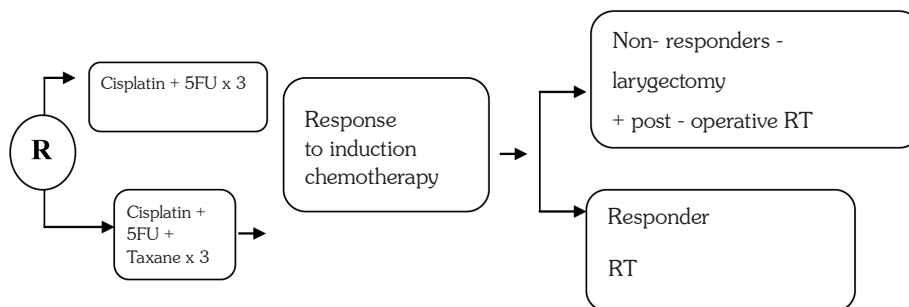 R
Cisplatin + 5FU x 3
Cisplatin +
5FU +
Taxane x 3
Response
to induction
chemotherapy
Non- responders -
larygectomy
+ post - operative RT
Responder
RT